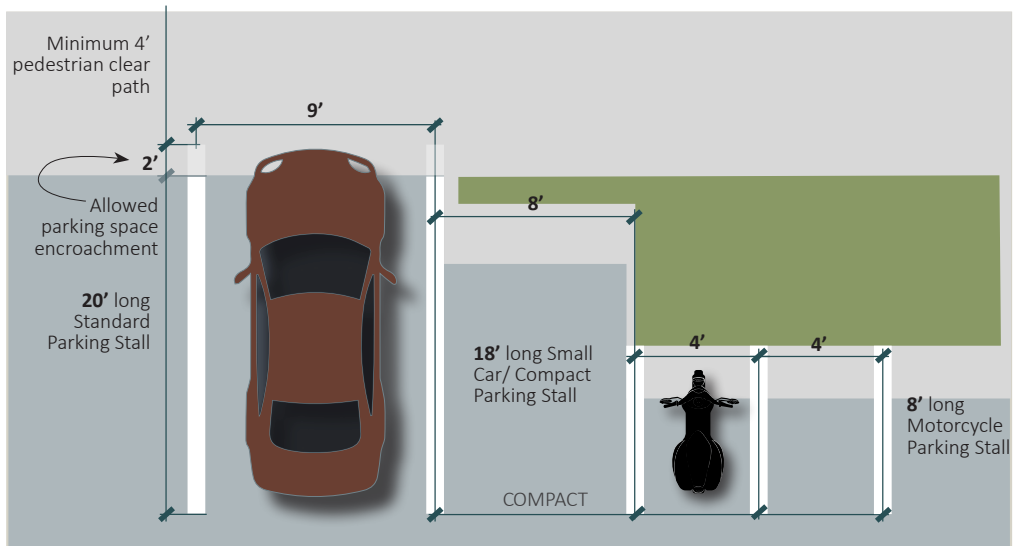 Minimum 4’
pedestrian clear
path
9’
2’
Allowed
parking space
encroachment
8’
20’ long
Standard
Parking Stall
18’ long Small
Car/ Compact
Parking Stall
4’
4’
8’ long
Motorcycle
Parking Stall
COMPACT